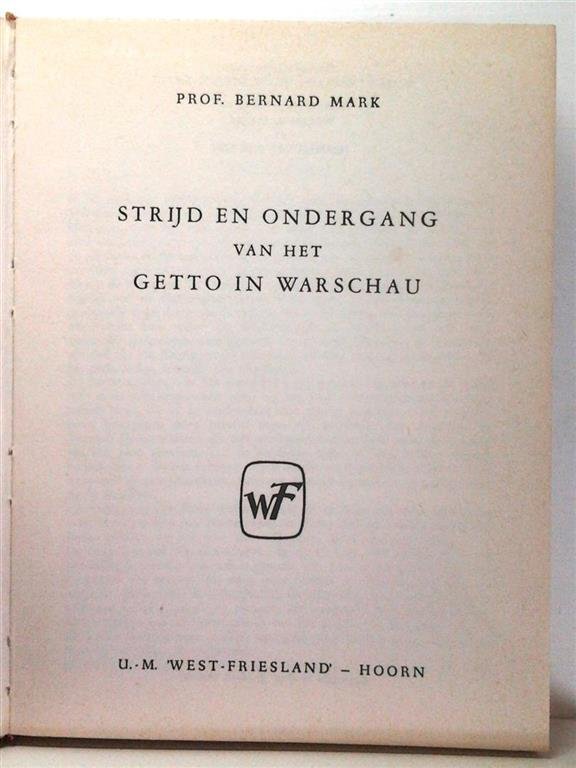 PROF. BERNARD MARK
STRIJD EN ONDERGANG
VAN HET
GETTO IN WARSCHAU
WF
U.-M. 'WEST-FRIESLAND' – HOORN